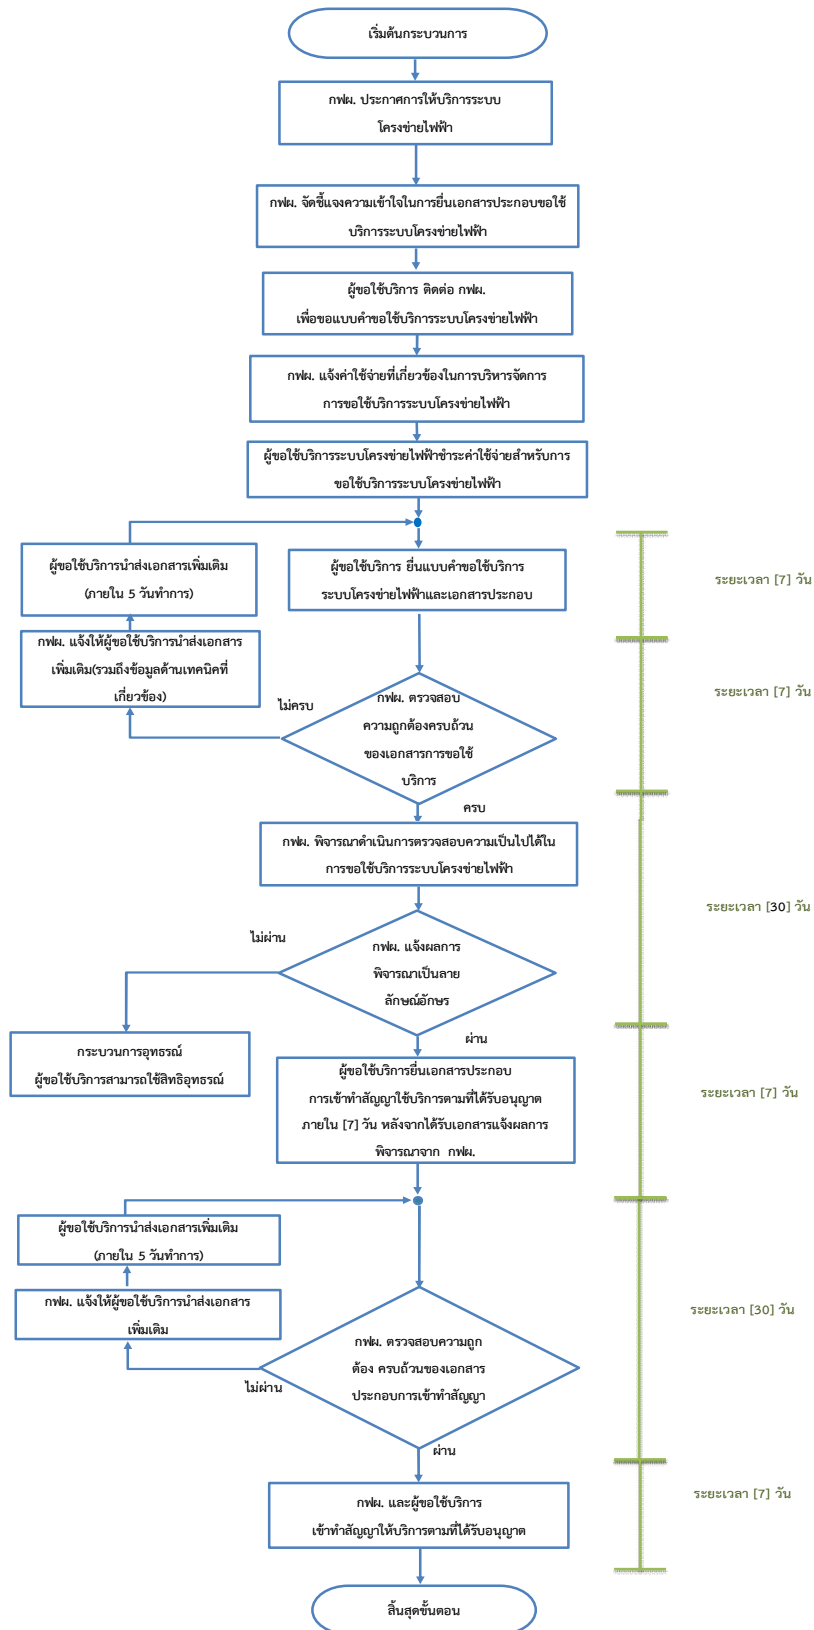 เริ่มต้นกระบวนการ
กฟผ. ประกาศการให้บริการระบบ
โครงข่ายไฟฟ้า
กฟผ. จัดชี้แจงความเข้าใจในการยื่นเอกสารประกอบขอใช้
บริการระบบโครงข่ายไฟฟ้า
ผู้ขอใช้บริการ ติดต่อ กฟผ.
เพื่อขอแบบคำขอใช้บริการระบบโครงข่ายไฟฟ้า
กฟผ. แจ้งค่าใช้จ่ายที่เกี่ยวข้องในการบริหารจัดการ
การขอใช้บริการระบบโครงข่ายไฟฟ้า
ผู้ขอใช้บริการระบบโครงข่ายไฟฟ้าชำระค่าใช้จ่ายสำหรับการ
ขอใช้บริการระบบโครงข่ายไฟฟ้า
ผู้ขอใช้บริการนำส่งเอกสารเพิ่มเติม
(ภายใน 5 วันทำการ)
ผู้ขอใช้บริการ ยื่นแบบคำขอใช้บริการ
ระบบโครงข่ายไฟฟ้าและเอกสารประกอบ
ระยะเวลา [7] วัน
กฟผ. แจ้งให้ผู้ขอใช้บริการนำส่งเอกสาร
เพิ่มเติม(รวมถึงข้อมูลด้านเทคนิคที่
เกี่ยวข้อง)
ไม่ครบ
กฟผ. ตรวจสอบ
ความถูกต้องครบถ้วน
ของเอกสารการขอใช้
บริการ
ระยะเวลา [7] วัน
ครบ
กฟผ. พิจารณาดำเนินการตรวจสอบความเป็นไปได้ใน
การขอใช้บริการระบบโครงข่ายไฟฟ้า
ระยะเวลา [30] วัน
ไม่ผ่าน
กฟผ. แจ้งผลการ
พิจารณาเป็นลาย
ลักษณ์อักษร
ผ่าน
กระบวนการอุทธรณ์
ผู้ขอใช้บริการสามารถใช้สิทธิอุทธรณ์
ผู้ขอใช้บริการยื่นเอกสารประกอบ
การเข้าทำสัญญาใช้บริการตามที่ได้รับอนุญาต
ภายใน [7] วัน หลังจากได้รับเอกสารแจ้งผลการ
พิจารณาจาก กฟผ.
ระยะเวลา [7] วัน
ผู้ขอใช้บริการนำส่งเอกสารเพิ่มเติม
(ภายใน 5 วันทำการ)
กฟผ. แจ้งให้ผู้ขอใช้บริการนำส่งเอกสาร
เพิ่มเติม
ระยะเวลา [30] วัน
กฟผ. ตรวจสอบความถูก
ต้อง ครบถ้วนของเอกสาร
ประกอบการเข้าทำสัญญา
ไม่ผ่าน
ผ่าน
กฟผ. และผู้ขอใช้บริการ
เข้าทำสัญญาให้บริการตามที่ได้รับอนุญาต
ระยะเวลา [7] วัน
สิ้นสุดขั้นตอน